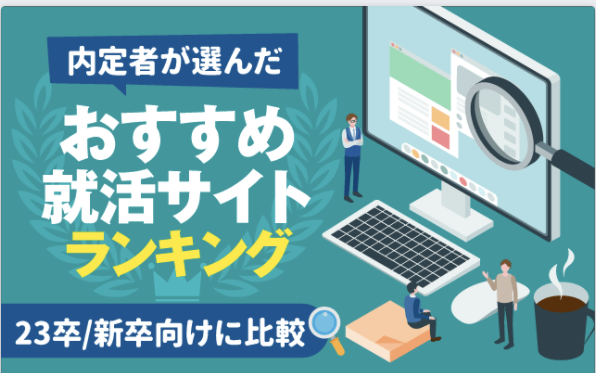 内定者が選んだ
おすすめ
就活サイト
ランキング
23卒/新卒向けに比較